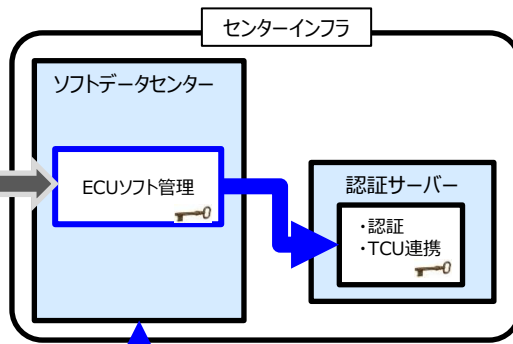 センターインフラ
ソフトデータセンター
ECUソフト管理
認証サーバー
・認証
・TCU連携